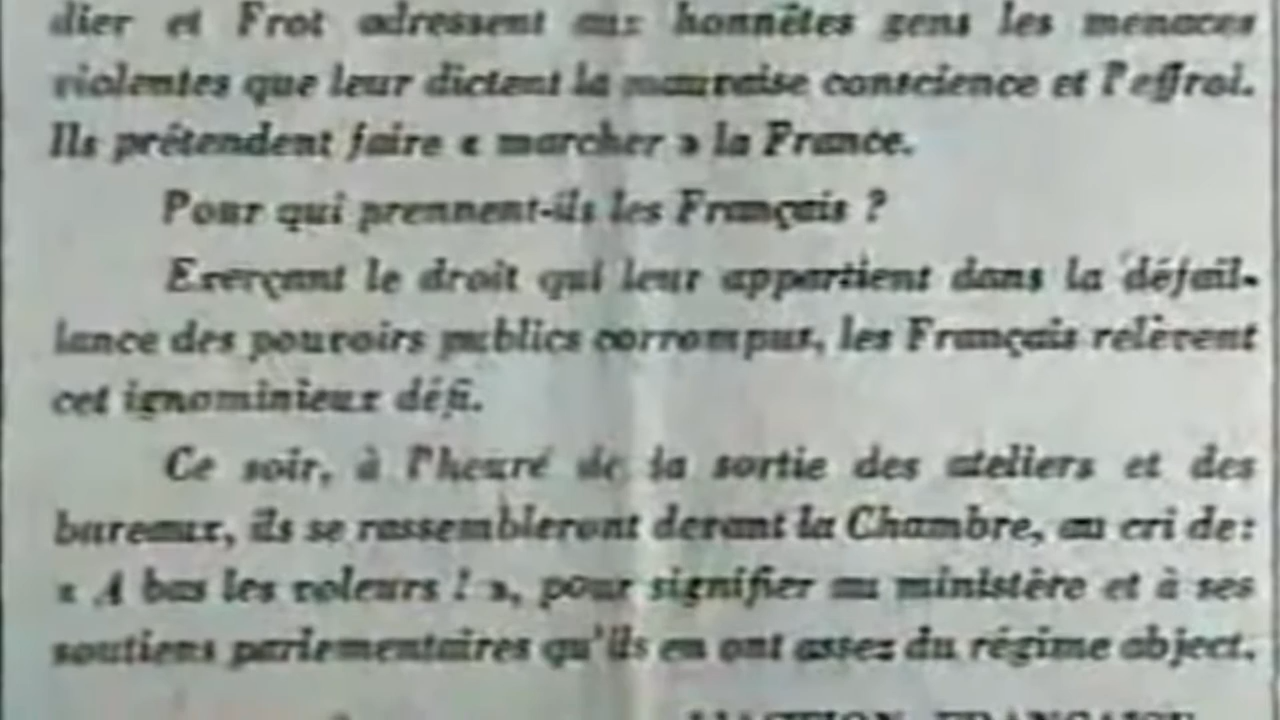 dier et Frot adressent aux honnêtes gens les menaces
violentes que leur dictent la mauvaise conscience et l'effroi.
Ils prétendent faire « marcher » la France.
Pour qui prennent-ils les Français ?
Exerçant le droit qui leur appartient dans la défail-
lance des pouvoirs publics corrompus, les Français relèvent
cet ignominieux défi.
Ce soir, à l'heure de la sortie des ateliers et des
bureaux, ils se rassembleront devant la Chambre, au cri de :
« A bas les voleurs ! », pour signifier au ministère et à ses
soutiens parlementaires qu'ils en ont assez du régime abject.
L'ACTION FRANÇAISE